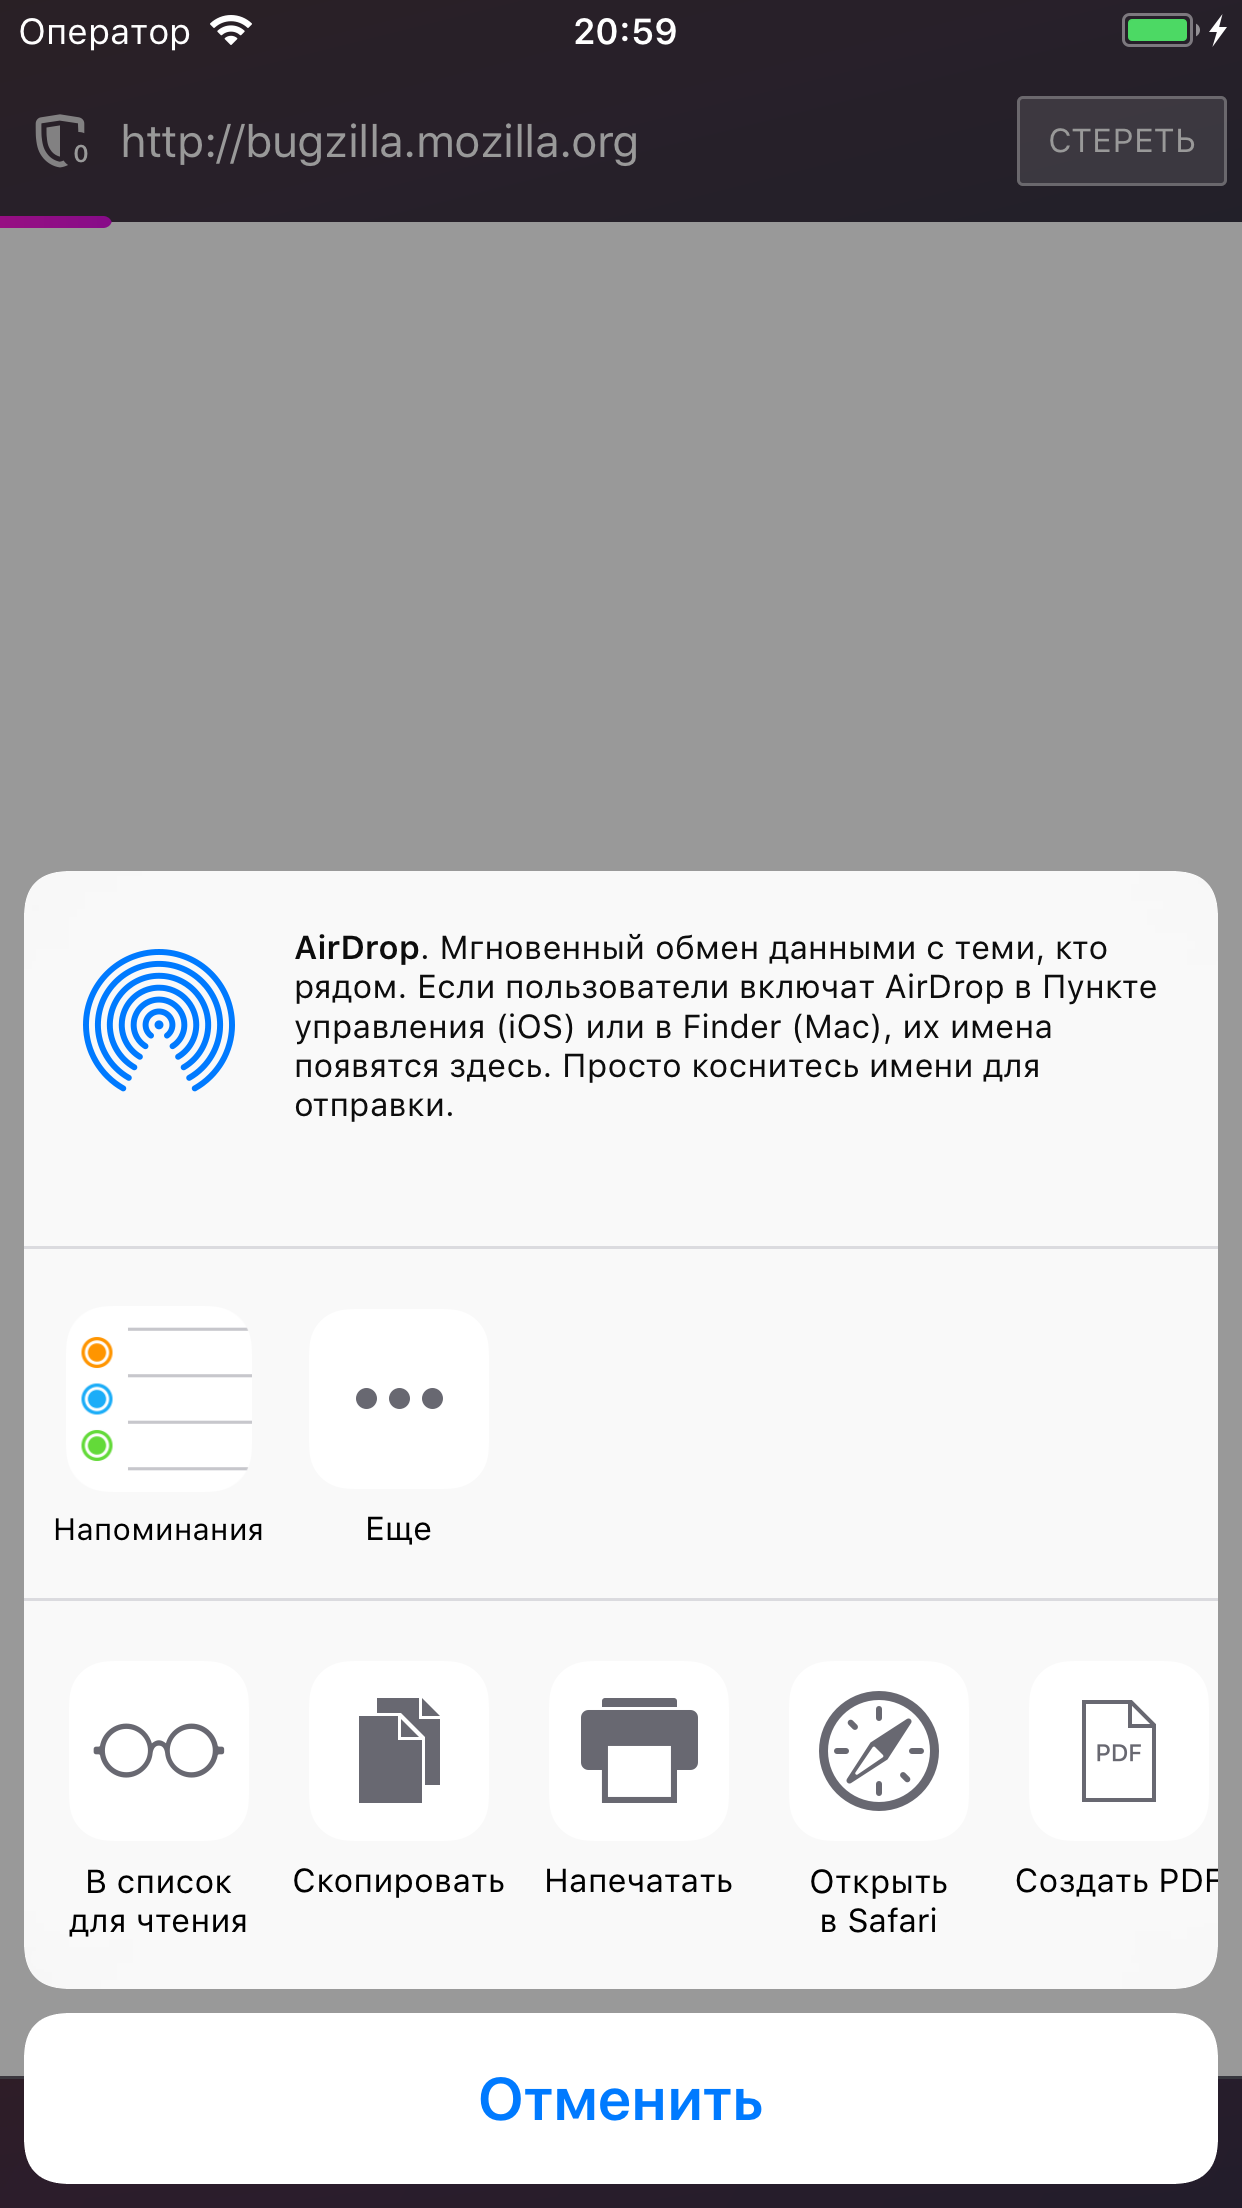 Оператор 20:59
0 http://bugzilla.mozilla.org СТЕРЕТЬ
AirDrop. Мгновенный обмен данными с теми, кто
рядом. Если пользователи включат AirDrop в Пункте
управления (iOS) или в Finder (Mac), их имена
появятся здесь. Просто коснитесь имени для
отправки.
Напоминания Еще
PDF
В список Скопировать Напечатать Открыть Создать PDF
для чтения в Safari
Отменить